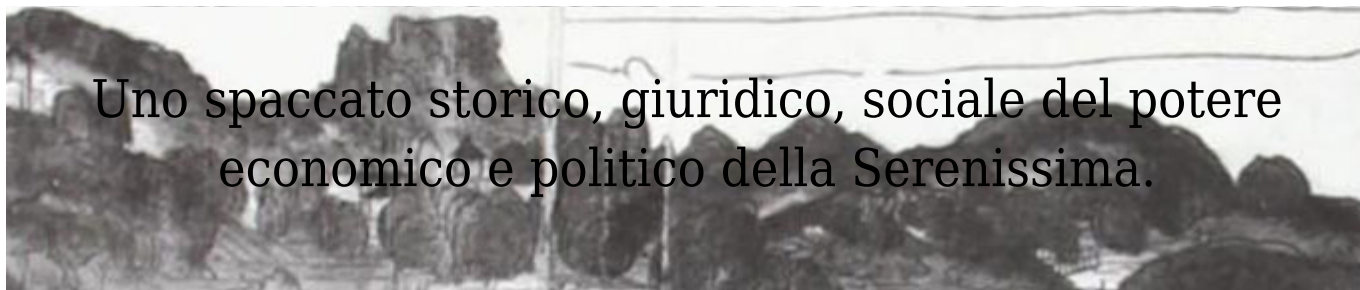 Uno spaccato storico, giuridico, sociale del potere
economico e politico della Serenissima.